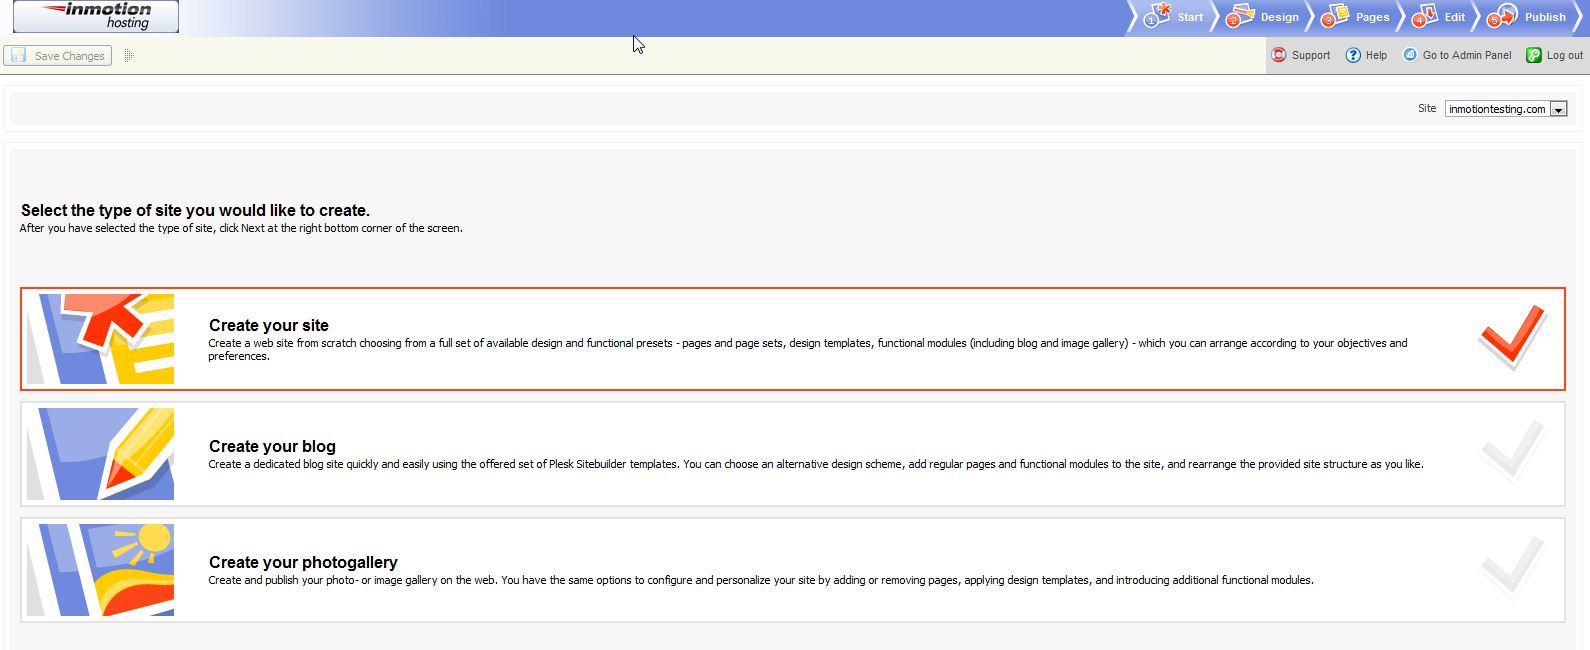 inmotion
hosting
1 Start 2 Design 3 Pages 4 Edit 5 Publish
Save Changes
Support Help Go to Admin Panel Log out
Site inmotiontesting.com
Select the type of site you would like to create.
After you have selected the type of site, click Next at the right bottom corner of the screen.
Create your site
Create a web site from scratch choosing from a full set of available design and functional presets - pages and page sets, design templates, functional modules (including blog and image gallery) - which you can arrange according to your objectives and
preferences.
Create your blog
Create a dedicated blog site quickly and easily using the offered set of Plesk Sitebuilder templates. You can choose an alternative design scheme, add regular pages and functional modules to the site, and rearrange the provided site structure as you like.
Create your photogallery
Create and publish your photo- or image gallery on the web. You have the same options to configure and personalize your site by adding or removing pages, applying design templates, and introducing additional functional modules.